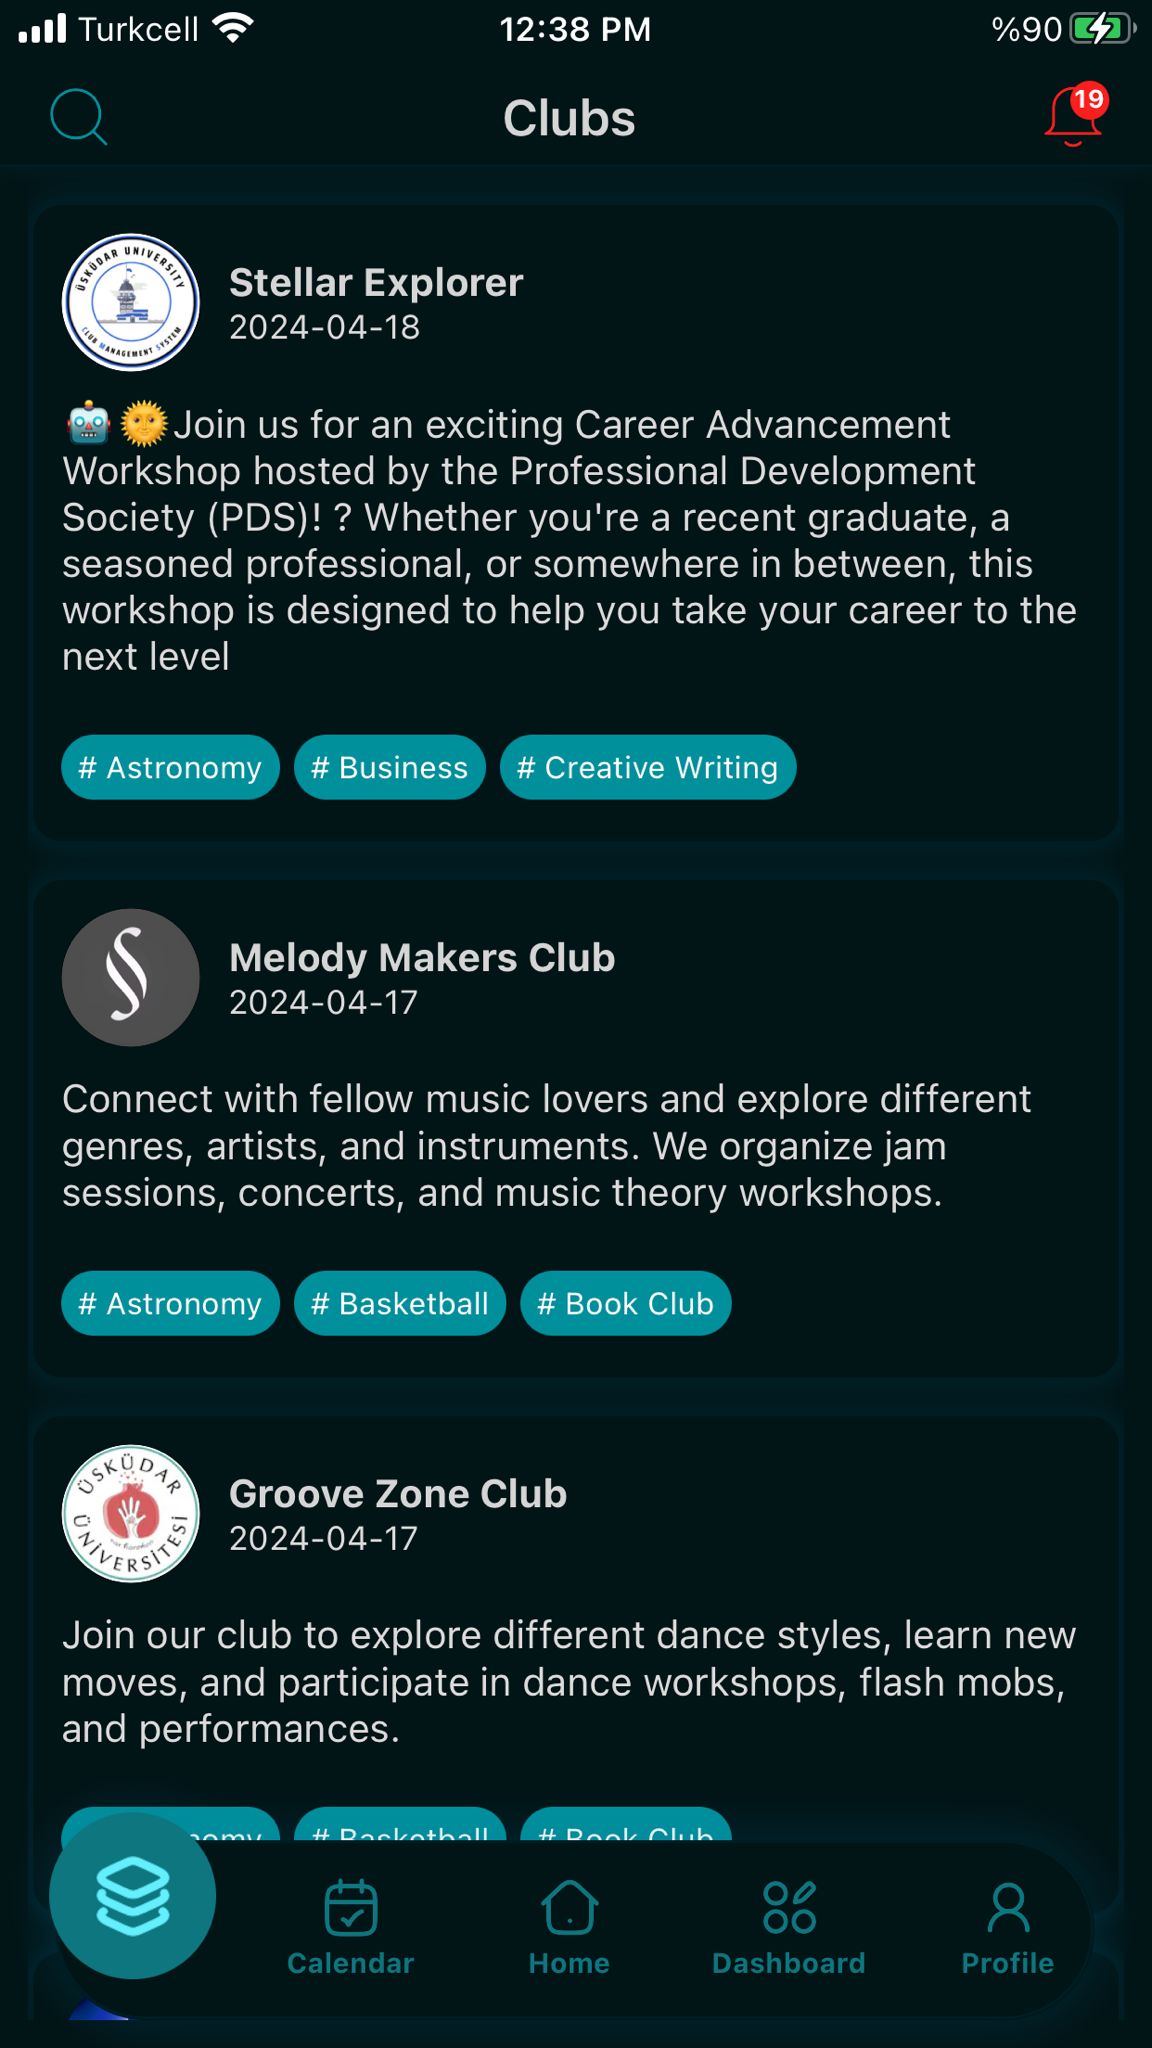 Turkcell 12:38 PM %90
Clubs
19
ÜSKÜDAR UNIVERSITY
CLUB MANAGEMENT SYSTEM
Stellar Explorer
2024-04-18
🤖🌞Join us for an exciting Career Advancement
Workshop hosted by the Professional Development
Society (PDS)! ? Whether you're a recent graduate, a
seasoned professional, or somewhere in between, this
workshop is designed to help you take your career to the
next level
# Astronomy # Business # Creative Writing
Melody Makers Club
2024-04-17
Connect with fellow music lovers and explore different
genres, artists, and instruments. We organize jam
sessions, concerts, and music theory workshops.
# Astronomy # Basketball # Book Club
ÜSKÜDAR
ÜNİVERSİTESİ
Groove Zone Club
2024-04-17
Join our club to explore different dance styles, learn new
moves, and participate in dance workshops, flash mobs,
and performances.
# Basketball # Book Club
Calendar Home Dashboard Profile